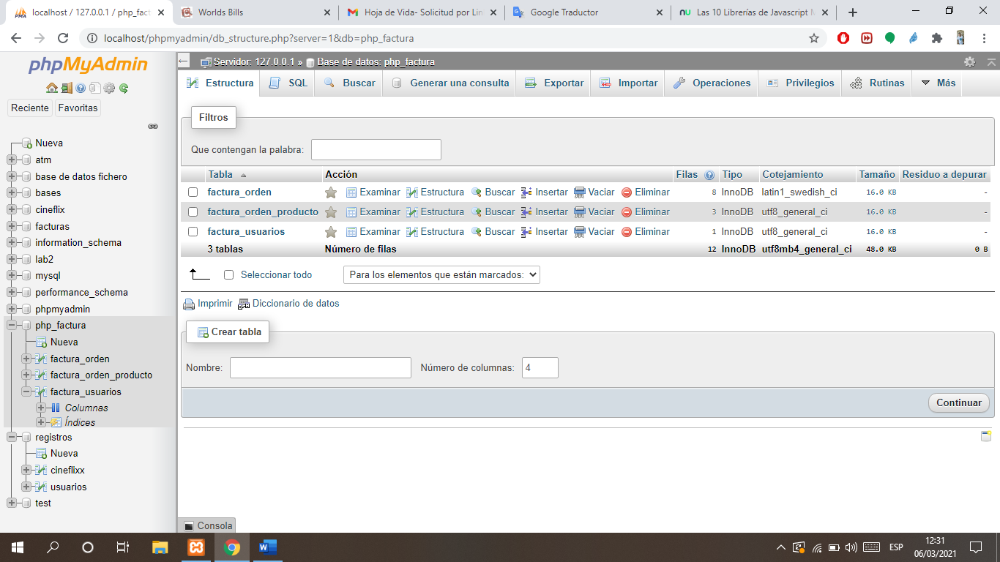 localhost / 127.0.0.1 / php_fact
Worlds Bills
Hoja de Vida- Solicitud por Lin
Google Traductor
Las 10 Librerías de Javascript M
localhost/phpmyadmin/db_structure.php?server=1&db=php_factura
phpMyAdmin
Reciente
Favoritas
Nueva
atm
base de datos fichero
bases
cineflix
facturas
information_schema
lab2
mysql
performance_schema
phpmyadmin
php_factura
Nueva
factura_orden
factura_orden_producto
factura_usuarios
Columnas
Índices
registros
Nueva
cineflixx
usuarios
test
Servidor: 127.0.0.1 » Base de datos: php_factura
Estructura SQL Buscar Generar una consulta Exportar Importar Operaciones Privilegios Rutinas Más
Filtros
Que contengan la palabra:
Tabla Acción Filas Tipo Cotejamiento Tamaño Residuo a depurar
factura_orden Examinar Estructura Buscar Insertar Vaciar Eliminar 8 InnoDB latin1_swedish_ci 16.0 KB -
factura_orden_producto Examinar Estructura Buscar Insertar Vaciar Eliminar 3 InnoDB utf8_general_ci 16.0 KB -
factura_usuarios Examinar Estructura Buscar Insertar Vaciar Eliminar 1 InnoDB utf8_general_ci 16.0 KB -
3 tablas Número de filas 12 InnoDB utf8mb4_general_ci 48.0 KB 0 B
Seleccionar todo Para los elementos que están marcados:
Imprimir Diccionario de datos
Crear tabla
Nombre: Número de columnas: 4
Continuar
Consola
ESP
12:31
06/03/2021